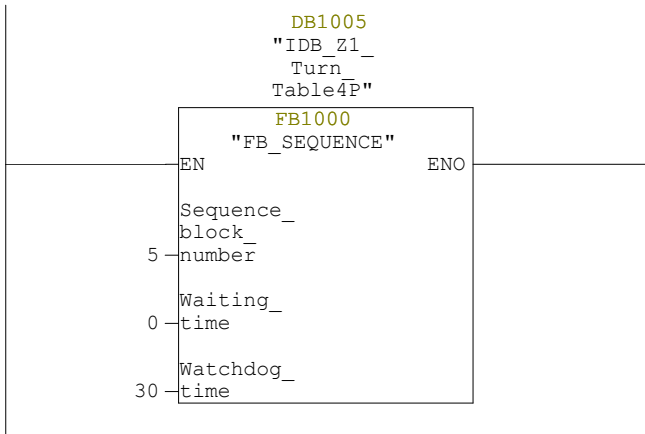 DB1005
"IDB_Z1_
Turn_
Table4P"
FB1000
"FB_SEQUENCE"
EN ENO
Sequence_
block_
5 number
Waiting_
0 time
Watchdog_
30 time